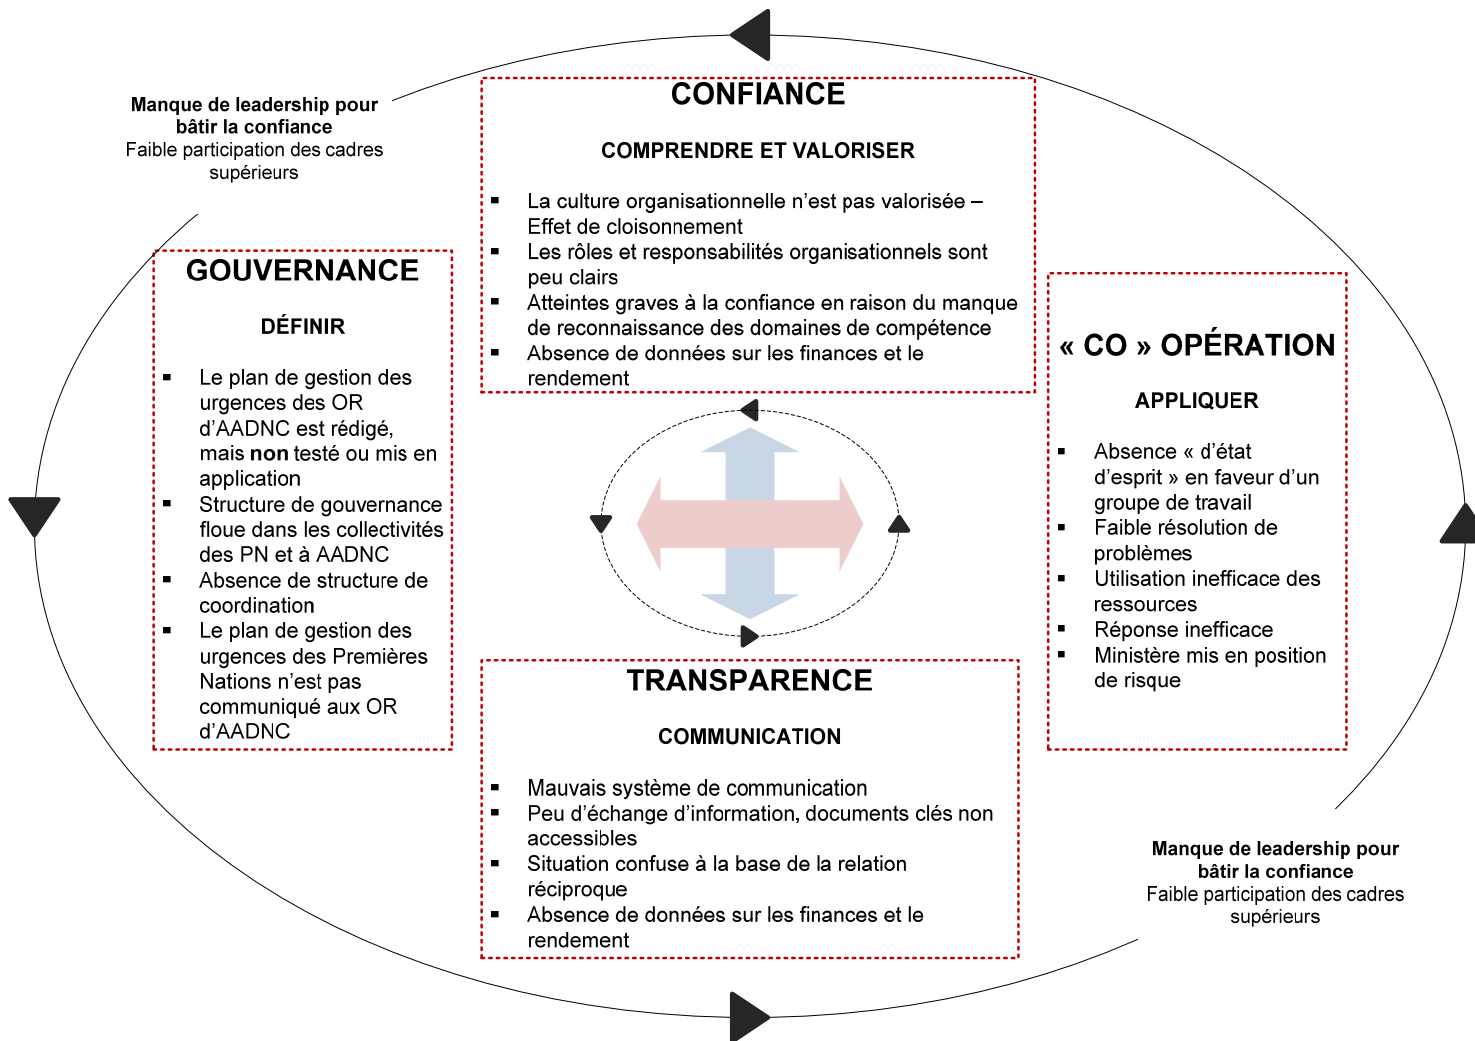 Manque de leadership pour
bâtir la confiance
Faible participation des cadres
supérieurs
CONFIANCE
COMPRENDRE ET VALORISER
▪ La culture organisationnelle n’est pas valorisée –
Effet de cloisonnement
▪ Les rôles et responsabilités organisationnels sont
peu clairs
▪ Atteintes graves à la confiance en raison du manque
de reconnaissance des domaines de compétence
▪ Absence de données sur les finances et le
rendement
GOUVERNANCE
DÉFINIR
▪ Le plan de gestion des
urgences des OR
d’AADNC est rédigé,
mais non testé ou mis en
application
▪ Structure de gouvernance
floue dans les collectivités
des PN et à AADNC
▪ Absence de structure de
coordination
▪ Le plan de gestion des
urgences des Premières
Nations n’est pas
communiqué aux OR
d’AADNC
« CO » OPÉRATION
APPLIQUER
▪ Absence « d’état
d’esprit » en faveur d’un
groupe de travail
▪ Faible résolution de
problèmes
▪ Utilisation inefficace des
ressources
▪ Réponse inefficace
▪ Ministère mis en position
de risque
TRANSPARENCE
COMMUNICATION
▪ Mauvais système de communication
▪ Peu d’échange d’information, documents clés non
accessibles
▪ Situation confuse à la base de la relation
réciproque
▪ Absence de données sur les finances et le
rendement
Manque de leadership pour
bâtir la confiance
Faible participation des cadres
supérieurs